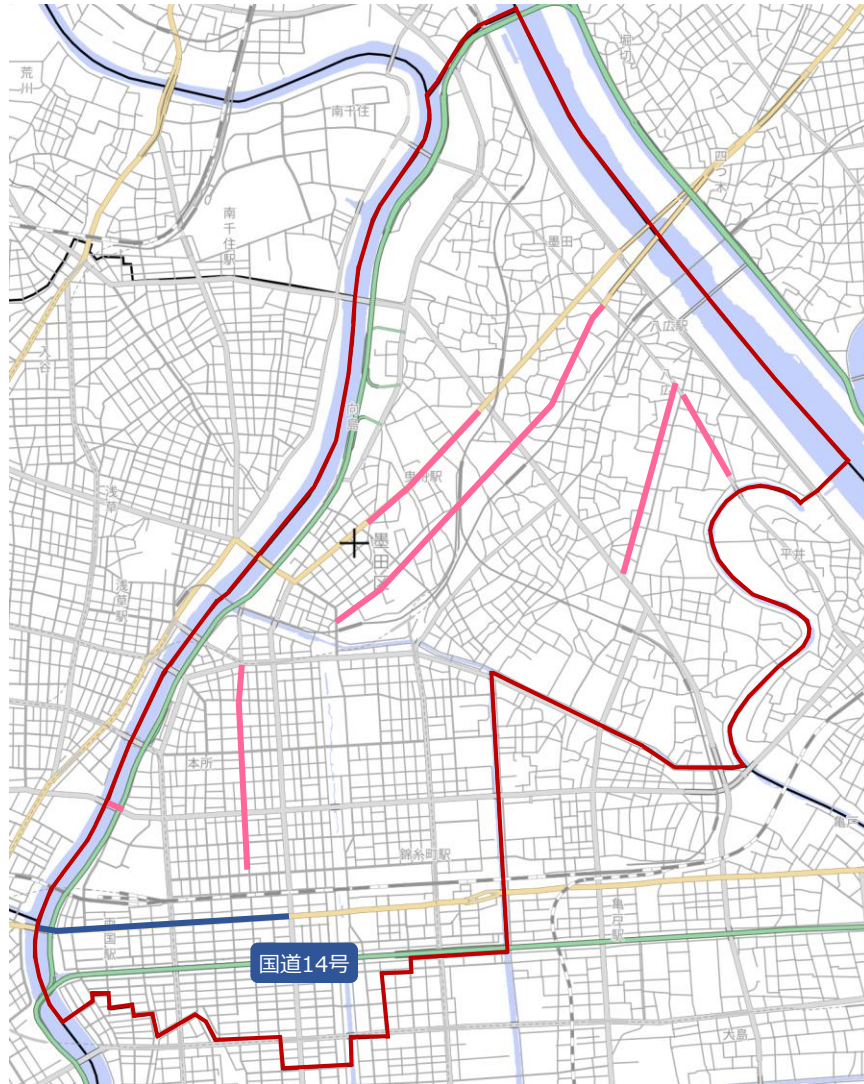 荒川
南千住
堀切
四つ木
南千住駅
墨田
八広駅
入谷
八広
向島
曳舟駅
浅草
墨田区
平井
浅草駅
本所
錦糸町駅
亀戸
両国駅
亀戸駅
国道14号
大島